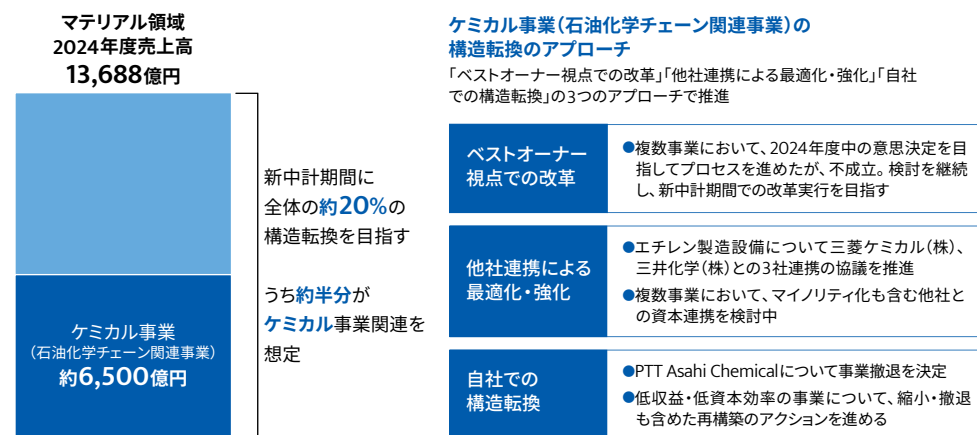 マテリアル領域
2024年度売上高
13,688億円
新中計期間に
全体の約20%の
構造転換を目指す
うち約半分が
ケミカル事業関連を
想定
ケミカル事業
(石油化学チェーン関連事業)
約6,500億円
ケミカル事業(石油化学チェーン関連事業)の
構造転換のアプローチ
「ベストオーナー視点での改革」「他社連携による最適化・強化」「自社
での構造転換」の3つのアプローチで推進
ベストオーナー
視点での改革
●複数事業において、2024年度中の意思決定を目
指してプロセスを進めたが、不成立。検討を継続
し、新中計期間での改革実行を目指す
他社連携による
最適化・強化
●エチレン製造設備について三菱ケミカル(株)、
三井化学(株)との3社連携の協議を推進
●複数事業において、マイノリティ化も含む他社と
の資本連携を検討中
自社での
構造転換
●PTT Asahi Chemicalについて事業撤退を決定
●低収益・低資本効率の事業について、縮小・撤退
も含めた再構築のアクションを進める